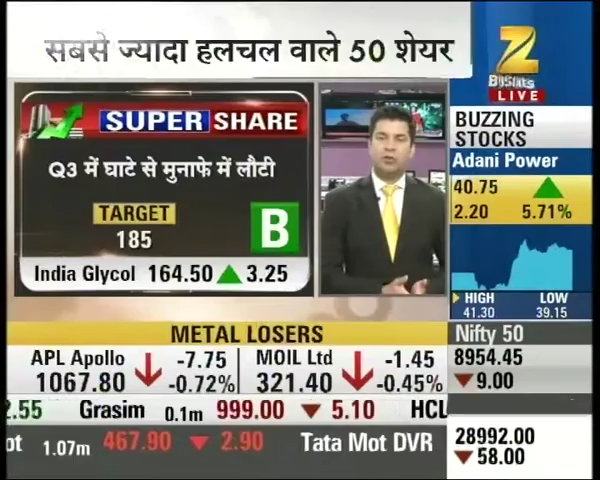 सबसे ज्यादा हलचल वाले 50 शेयर
Z
Business
LIVE
SUPER SHARE
Q3 में घाटे से मुनाफे में लौटी
TARGET
185
B
India Glycol 164.50 3.25
BUZZING
STOCKS
Adani Power
40.75
2.20 5.71%
HIGH LOW
41.30 39.15
METAL LOSERS
APL Apollo -7.75 MOIL Ltd -1.45
1067.80 -0.72% 321.40 -0.45%
Nifty 50
8954.45
9.00
2.55 Grasim 0.1m 999.00 5.10 HCL
ot 1.07m 467.90 2.90 Tata Mot DVR
28992.00
58.00